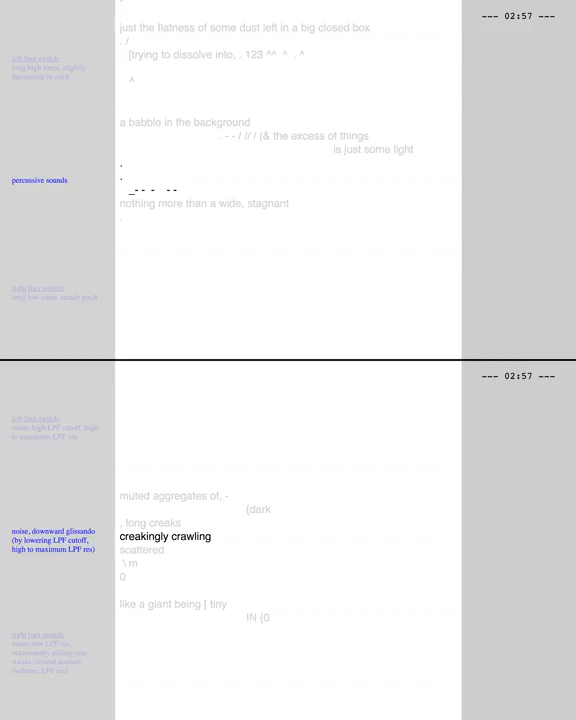 --- 02:57 ---
just the flatness of some dust left in a big closed box
. /
[trying to dissolve into, . 123 ^^ ^ . ^
left foot switch:
long high tones, slightly
fluctuating in pitch
^
a babble in the background
. - - / // / (& the excess of things
is just some light
.
.
percussive sounds
_- - - - -
nothing more than a wide, stagnant
.
right foot switch:
long low tones, steady pitch
--- 02:57 ---
left foot switch:
noise, high LPF cutoff, high
to maximum LPF res
muted aggregates of, -
{dark
, long creaks
noise, downward glissando
(by lowering LPF cutoff,
high to maximum LPF res)
creakingly crawling
scattered
\ m
0
like a giant being [ tiny
IN (0
right foot switch:
noise, low LPF res,
occasionally adding new
waves, several accents
(volume, LPF res)